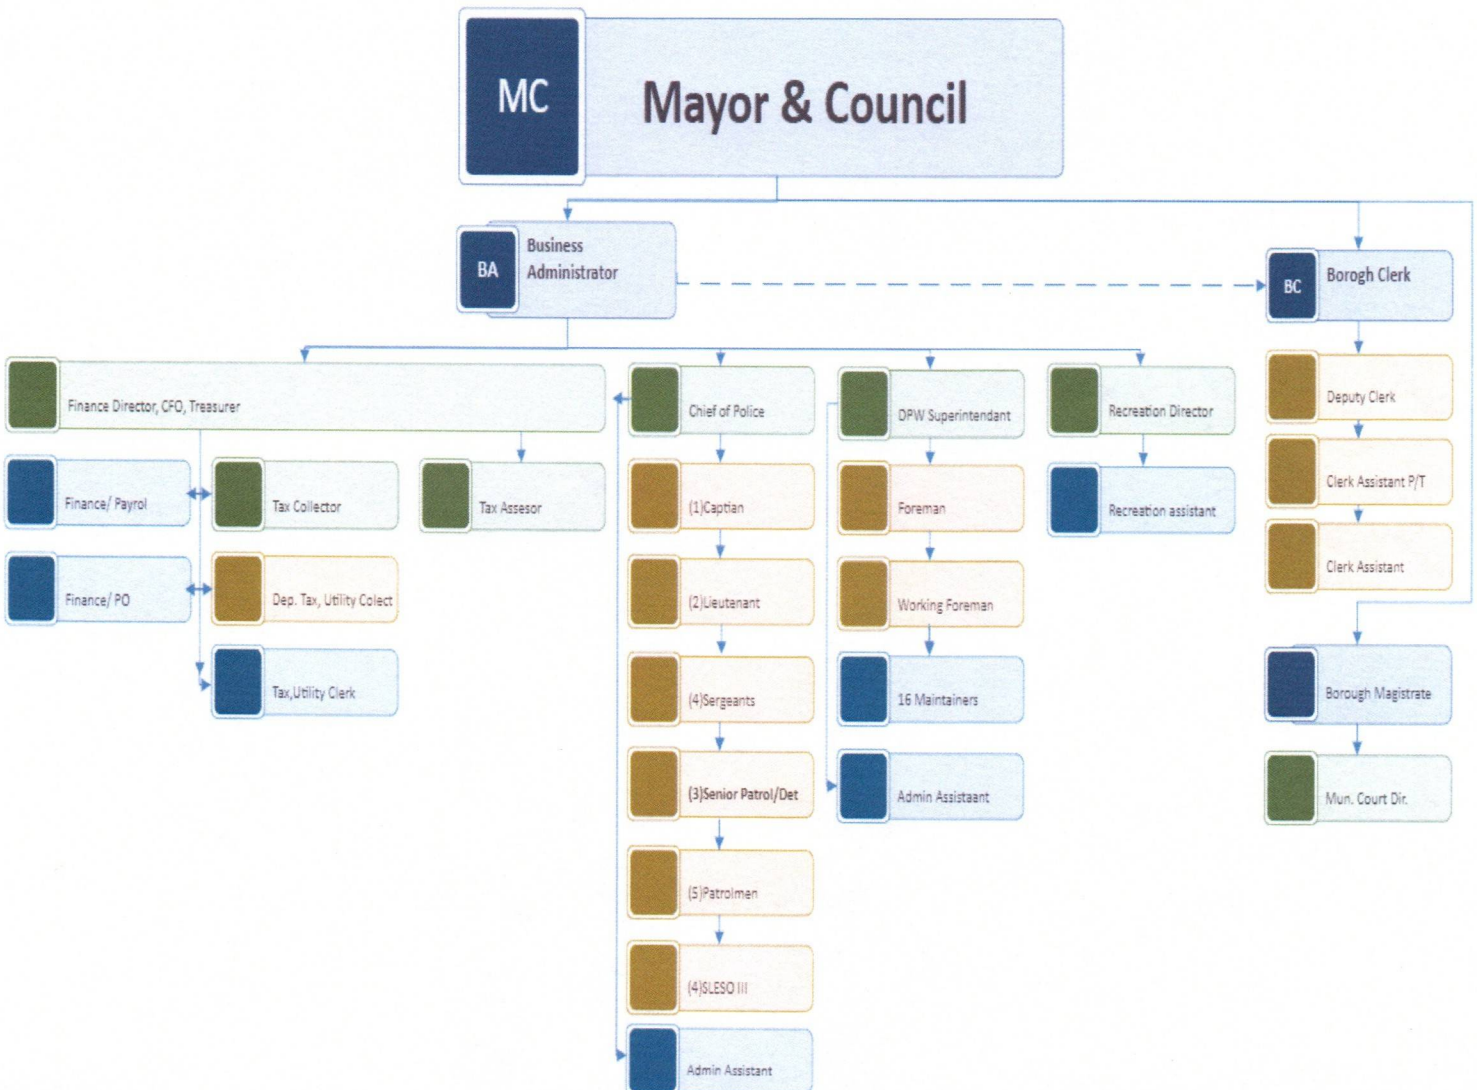 MC
Mayor & Council
BA
Business
Administrator
BC
Borogh Clerk
Finance Director, CFO, Treasurer
Chief of Police
DPW Superintendant
Recreation Director
Deputy Clerk
Finance/ Payrol
Tax Collector
Tax Assesor
(1)Captian
Foreman
Recreation assistant
Clerk Assistant P/T
Finance/ PO
Dep. Tax, Utility Colect
(2)Lieutenant
Working Foreman
Clerk Assistant
Tax,Utility Clerk
(4)Sergeants
16 Maintainers
Borough Magistrate
(3)Senior Patrol/Det
Admin Assistaant
Mun. Court Dir.
(5)Patrolmen
(4)SLESO III
Admin Assistant